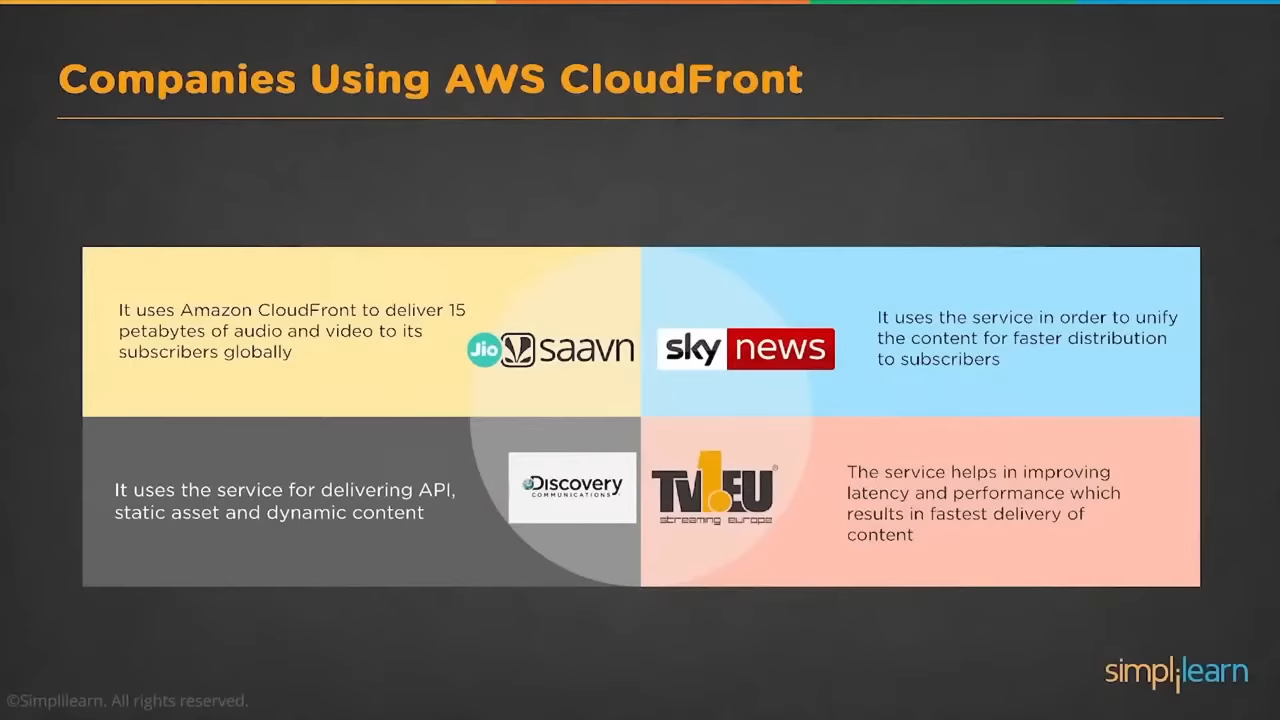 Companies Using AWS CloudFront
It uses Amazon CloudFront to deliver 15
petabytes of audio and video to its
subscribers globally
Jio saavn
sky news
It uses the service in order to unify
the content for faster distribution
to subscribers
It uses the service for delivering API,
static asset and dynamic content
Discovery
COMMUNICATIONS
TV1.EU®
streaming europe
The service helps in improving
latency and performance which
results in fastest delivery of
content
simplilearn
©Simplilearn. All rights reserved.